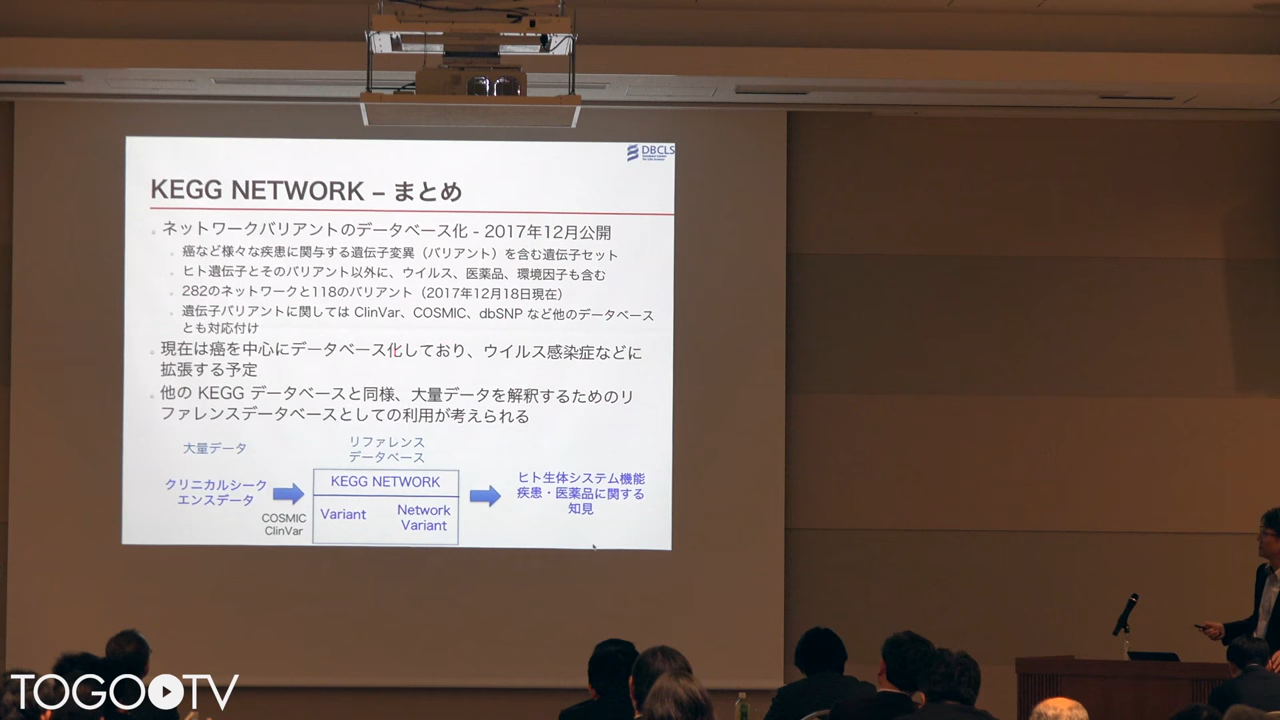 DBCLS
KEGG NETWORK – まとめ
ネットワークバリアントのデータベース化 - 2017年12月公開
癌など様々な疾患に関与する遺伝子変異（バリアント）を含む遺伝子セット
ヒト遺伝子とそのバリアント以外に、ウイルス、医薬品、環境因子も含む
282のネットワークと118のバリアント（2017年12月18日現在）
遺伝子バリアントに関しては ClinVar、COSMIC、dbSNP など他のデータベース
とも対応付け
現在は癌を中心にデータベース化しており、ウイルス感染症などに
拡張する予定
他の KEGG データベースと同様、大量データを解釈するためのリ
ファレンスデータベースとしての利用が考えられる
大量データ
リファレンス
データベース
クリニカルシーク
エンスデータ
COSMIC
ClinVar
KEGG NETWORK
Variant
Network
Variant
ヒト生体システム機能
疾患・医薬品に関する
知見
TOGO TV